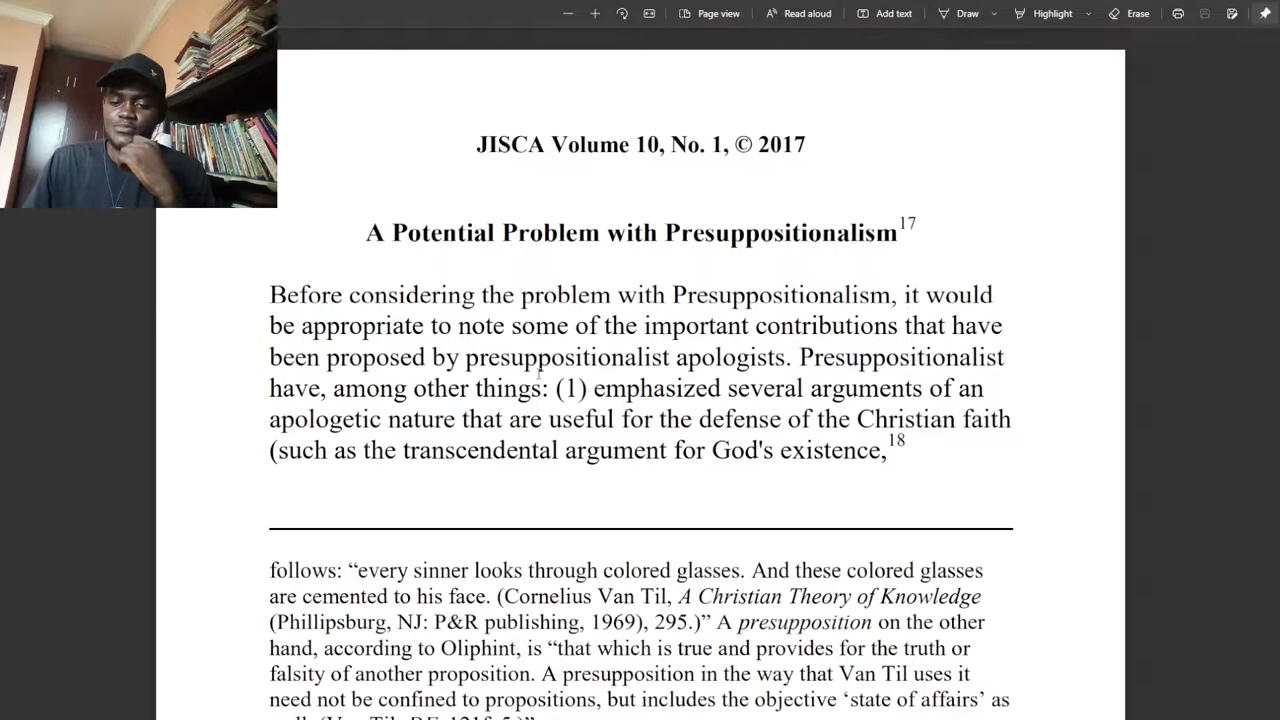 Page view
Read aloud
Add text
Draw
Highlight
Erase
JISCA Volume 10, No. 1, © 2017
A Potential Problem with Presuppositionalism17
Before considering the problem with Presuppositionalism, it would
be appropriate to note some of the important contributions that have
been proposed by presuppositionalist apologists. Presuppositionalist
have, among other things: (1) emphasized several arguments of an
apologetic nature that are useful for the defense of the Christian faith
(such as the transcendental argument for God's existence,18
follows: “every sinner looks through colored glasses. And these colored glasses
are cemented to his face. (Cornelius Van Til, A Christian Theory of Knowledge
(Phillipsburg, NJ: P&R publishing, 1969), 295.)” A presupposition on the other
hand, according to Oliphint, is “that which is true and provides for the truth or
falsity of another proposition. A presupposition in the way that Van Til uses it
need not be confined to propositions, but includes the objective ‘state of affairs’ as